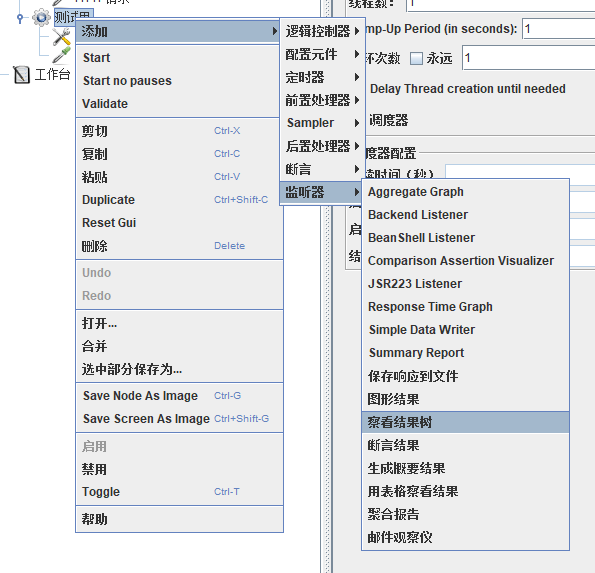 测试用
工作台
添加
Start
Start no pauses
Validate
剪切 Ctrl-X
复制 Ctrl-C
粘贴 Ctrl-V
Duplicate Ctrl+Shift-C
Reset Gui
删除 Delete
Undo
Redo
打开...
合并
选中部分保存为...
Save Node As Image Ctrl-G
Save Screen As Image Ctrl+Shift-G
启用
禁用
Toggle Ctrl-T
帮助
逻辑控制器
配置元件
定时器
前置处理器
Sampler
后置处理器
断言
监听器
Aggregate Graph
Backend Listener
BeanShell Listener
Comparison Assertion Visualizer
JSR223 Listener
Response Time Graph
Simple Data Writer
Summary Report
保存响应到文件
图形结果
察看结果树
断言结果
生成概要结果
用表格察看结果
聚合报告
邮件观察仪
线程数： 1
mp-Up Period (in seconds): 1
环次数 永远 1
Delay Thread creation until needed
调度器
度器配置
续时间（秒）
启
结